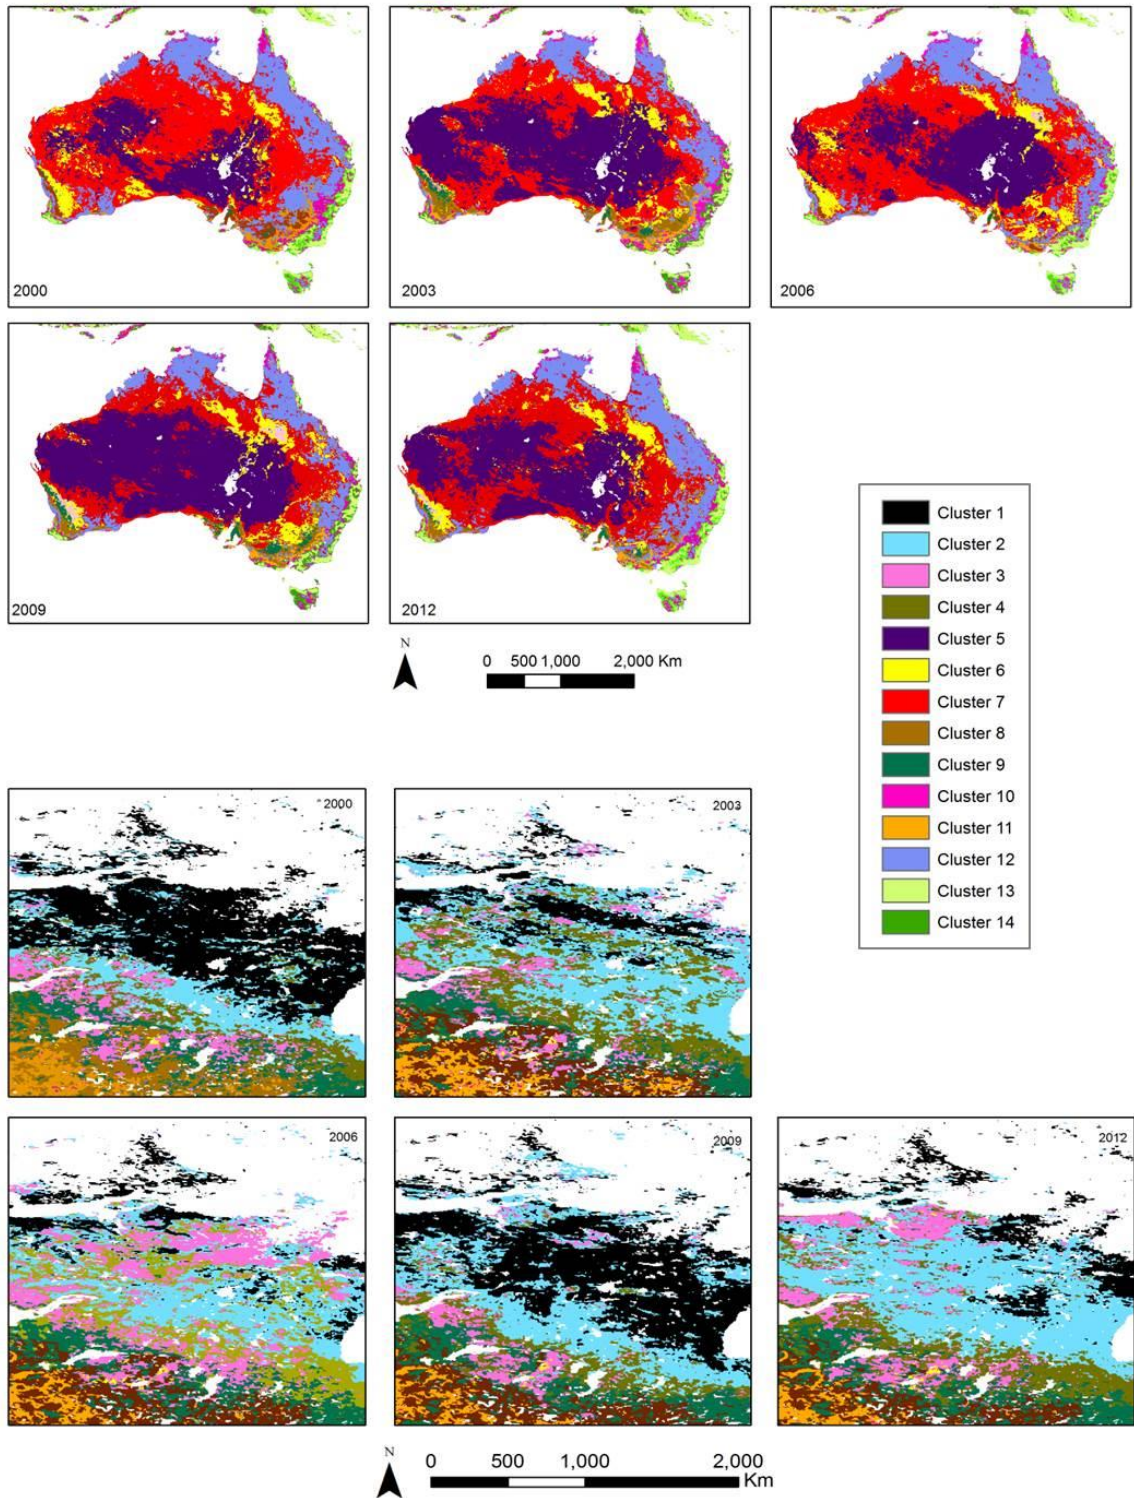 2000
2003
2006
2009
2012
N
0 500 1,000 2,000 Km
Cluster 1
Cluster 2
Cluster 3
Cluster 4
Cluster 5
Cluster 6
Cluster 7
Cluster 8
Cluster 9
Cluster 10
Cluster 11
Cluster 12
Cluster 13
Cluster 14
2000
2003
2006
2009
2012
N
0 500 1,000 2,000
Km